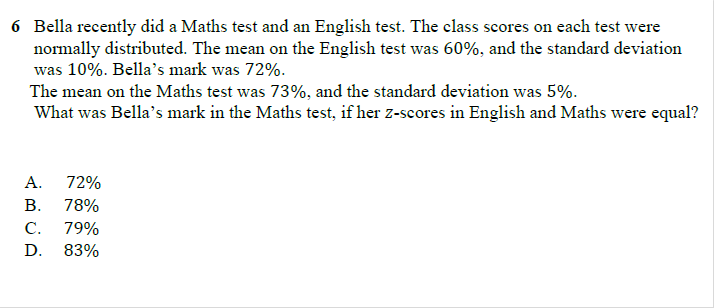 6 Bella recently did a Maths test and an English test. The class scores on each test were
normally distributed. The mean on the English test was 60%, and the standard deviation
was 10%. Bella’s mark was 72%.
The mean on the Maths test was 73%, and the standard deviation was 5%.
What was Bella’s mark in the Maths test, if her z-scores in English and Maths were equal?
A. 72%
B. 78%
C. 79%
D. 83%